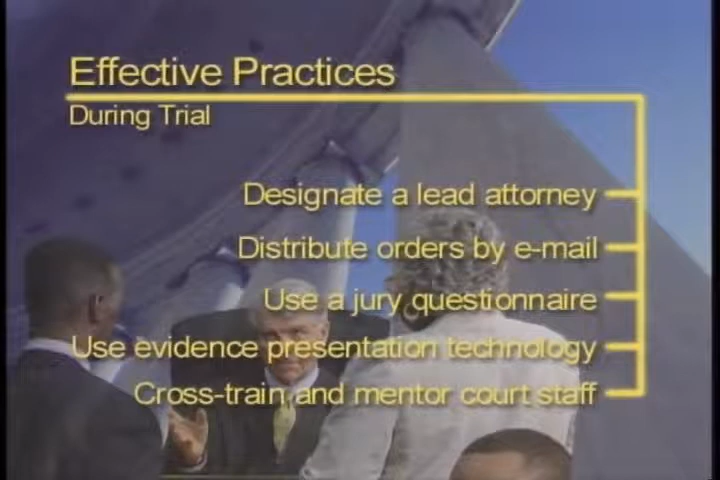 Effective Practices
During Trial
Designate a lead attorney
Distribute orders by e-mail
Use a jury questionnaire
Use evidence presentation technology
Cross-train and mentor court staff